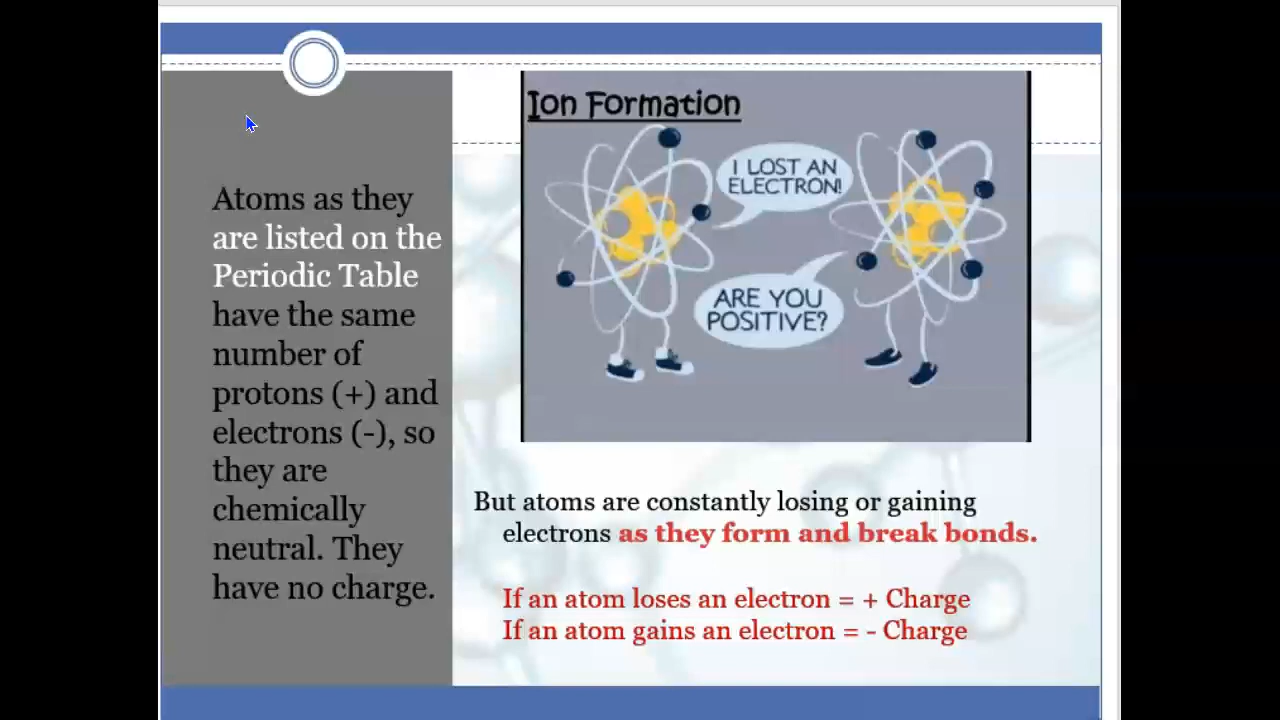 Atoms as they
are listed on the
Periodic Table
have the same
number of
protons (+) and
electrons (-), so
they are
chemically
neutral. They
have no charge.
Ion Formation
I LOST AN
ELECTRON!
ARE YOU
POSITIVE?
But atoms are constantly losing or gaining
electrons as they form and break bonds.
If an atom loses an electron = + Charge
If an atom gains an electron = - Charge